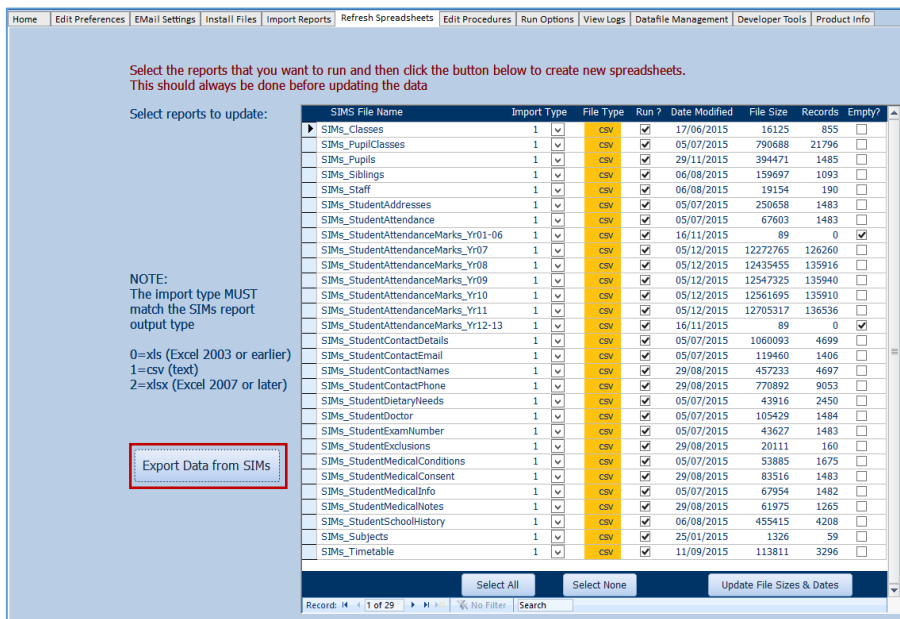 Home Edit Preferences EMail Settings Install Files Import Reports Refresh Spreadsheets Edit Procedures Run Options View Logs Datafile Management Developer Tools Product Info
Select the reports that you want to run and then click the button below to create new spreadsheets.
This should always be done before updating the data
Select reports to update:
SIMS File Name Import Type File Type Run ? Date Modified File Size Records Empty?
SIMs_Classes 1 csv 17/06/2015 16125 855
SIMs_PupilClasses 1 csv 05/07/2015 790688 21796
SIMs_Pupils 1 csv 29/11/2015 394471 1485
SIMs_Siblings 1 csv 06/08/2015 159697 1093
SIMs_Staff 1 csv 06/08/2015 19154 190
SIMs_StudentAddresses 1 csv 05/07/2015 250658 1483
SIMs_StudentAttendance 1 csv 05/07/2015 67603 1483
SIMs_StudentAttendanceMarks_Yr01-06 1 csv 16/11/2015 89 0
SIMs_StudentAttendanceMarks_Yr07 1 csv 05/12/2015 12272765 126260
SIMs_StudentAttendanceMarks_Yr08 1 csv 05/12/2015 12435455 135916
SIMs_StudentAttendanceMarks_Yr09 1 csv 05/12/2015 12547325 135940
SIMs_StudentAttendanceMarks_Yr10 1 csv 05/12/2015 12561695 135910
SIMs_StudentAttendanceMarks_Yr11 1 csv 05/12/2015 12705317 136536
SIMs_StudentAttendanceMarks_Yr12-13 1 csv 16/11/2015 89 0
SIMs_StudentContactDetails 1 csv 05/07/2015 1060093 4699
SIMs_StudentContactEmail 1 csv 05/07/2015 119460 1406
SIMs_StudentContactNames 1 csv 29/08/2015 457233 4697
SIMs_StudentContactPhone 1 csv 29/08/2015 770892 9053
SIMs_StudentDietaryNeeds 1 csv 05/07/2015 43916 2450
SIMs_StudentDoctor 1 csv 05/07/2015 105429 1484
SIMs_StudentExamNumber 1 csv 05/07/2015 43627 1483
SIMs_StudentExclusions 1 csv 29/08/2015 20111 160
SIMs_StudentMedicalConditions 1 csv 05/07/2015 53885 1675
SIMs_StudentMedicalConsent 1 csv 29/08/2015 83516 1483
SIMs_StudentMedicalInfo 1 csv 05/07/2015 67954 1482
SIMs_StudentMedicalNotes 1 csv 29/08/2015 61975 1265
SIMs_StudentSchoolHistory 1 csv 06/08/2015 455415 4208
SIMs_Subjects 1 csv 25/01/2015 1326 59
SIMs_Timetable 1 csv 11/09/2015 113811 3296
NOTE:
The import type MUST
match the SIMs report
output type
0=xls (Excel 2003 or earlier)
1=csv (text)
2=xlsx (Excel 2007 or later)
Export Data from SIMs
Select All Select None Update File Sizes & Dates
Record: 1 of 29 No Filter Search